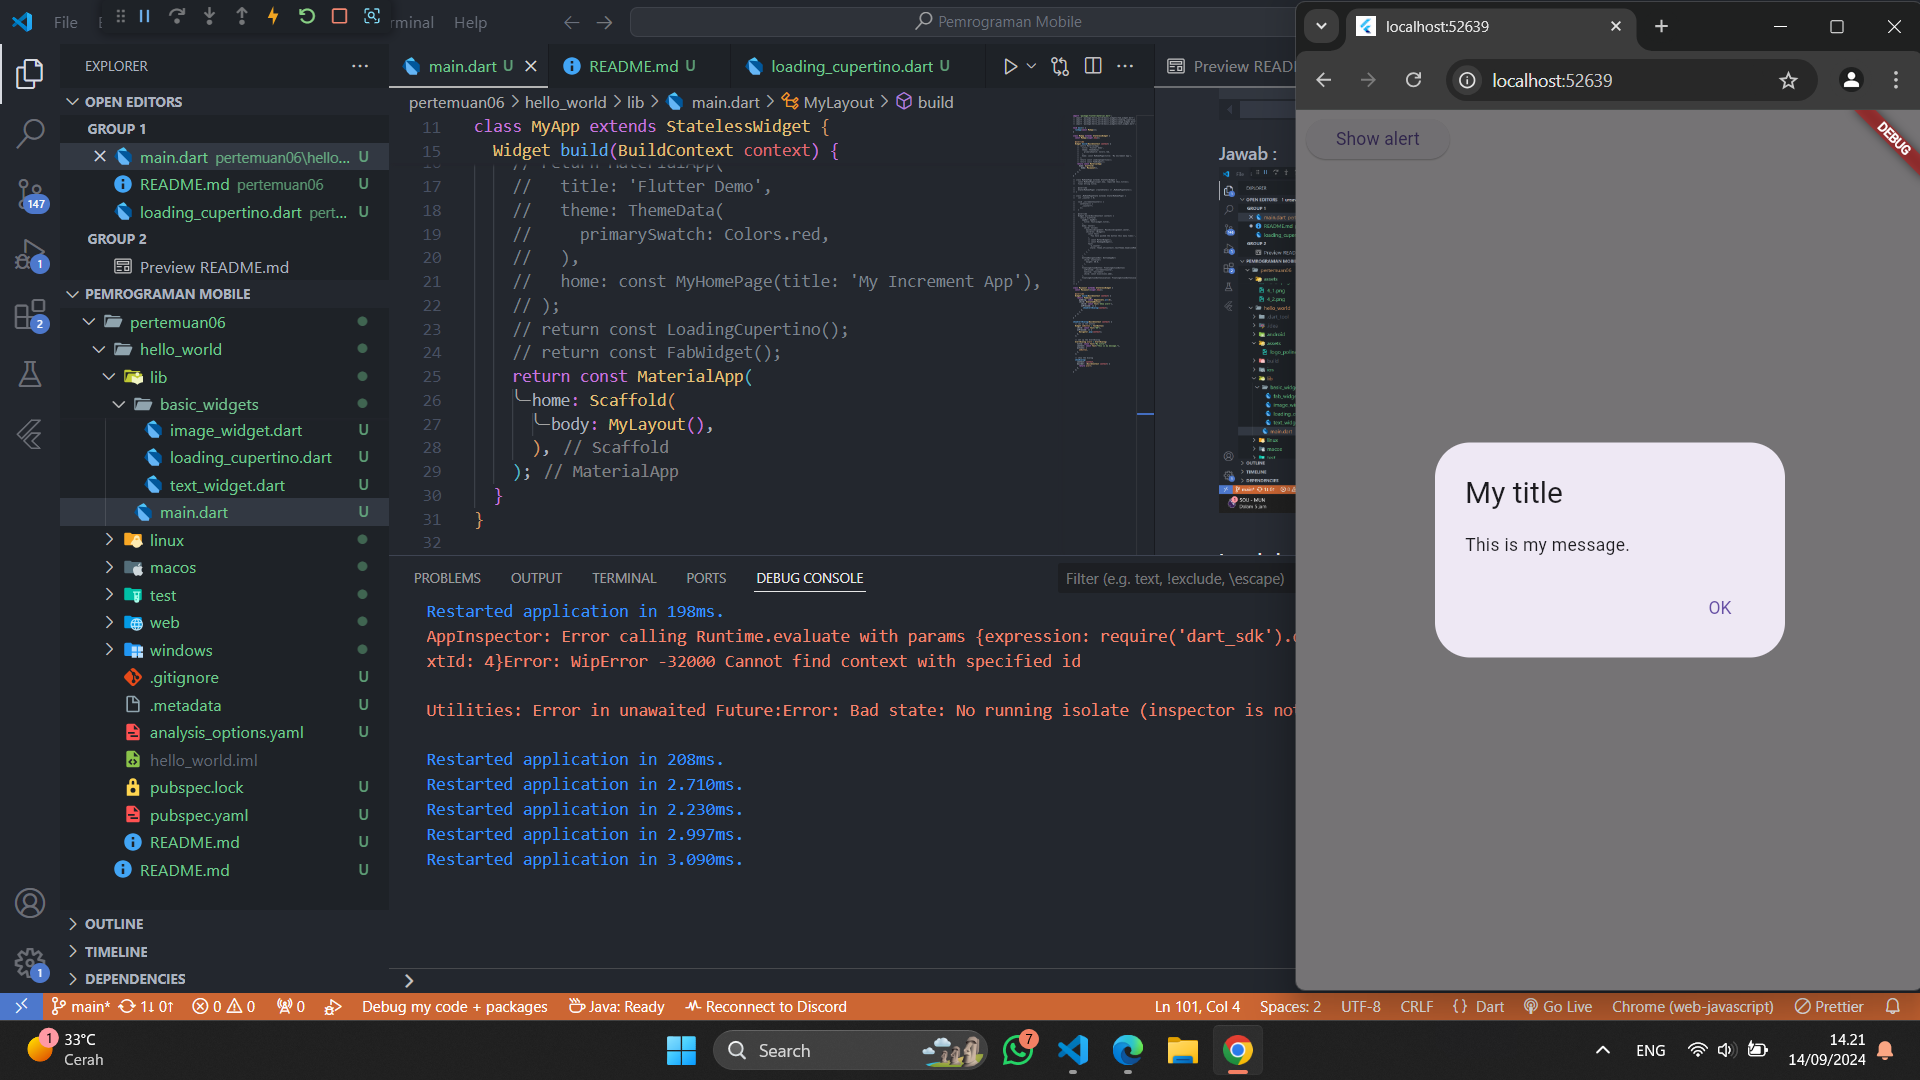 File
rminal
Help
Pemrograman Mobile
EXPLORER
OPEN EDITORS
GROUP 1
main.dart pertemuan06\hello... U
README.md pertemuan06 U
loading_cupertino.dart pert... U
GROUP 2
Preview README.md
PEMROGRAMAN MOBILE
pertemuan06
hello_world
lib
basic_widgets
image_widget.dart U
loading_cupertino.dart U
text_widget.dart U
main.dart U
linux
macos
test
web
windows
.gitignore U
.metadata U
analysis_options.yaml U
hello_world.iml
pubspec.lock U
pubspec.yaml U
README.md U
README.md U
OUTLINE
TIMELINE
DEPENDENCIES
147
1
2
1
main.dart U
README.md U
loading_cupertino.dart U
Preview READ
pertemuan06 > hello_world > lib > main.dart > MyLayout > build
11 class MyApp extends StatelessWidget {
15 Widget build(BuildContext context) {
16 // return MaterialApp(
17 // title: 'Flutter Demo',
18 // theme: ThemeData(
19 // primarySwatch: Colors.red,
20 // ),
21 // home: const MyHomePage(title: 'My Increment App'),
22 // );
23 // return const LoadingCupertino();
24 // return const FabWidget();
25 return const MaterialApp(
26 home: Scaffold(
27 body: MyLayout(),
28 ), // Scaffold
29 ); // MaterialApp
30 }
31 }
32
Jawab :
PROBLEMS
OUTPUT
TERMINAL
PORTS
DEBUG CONSOLE
Filter (e.g. text, !exclude, \escape)
Restarted application in 198ms.
AppInspector: Error calling Runtime.evaluate with params {expression: require('dart_sdk').
xtId: 4}Error: WipError -32000 Cannot find context with specified id
Utilities: Error in unawaited Future:Error: Bad state: No running isolate (inspector is not
Restarted application in 208ms.
Restarted application in 2.710ms.
Restarted application in 2.230ms.
Restarted application in 2.997ms.
Restarted application in 3.090ms.
localhost:52639
localhost:52639
Show alert
DEBUG
My title
This is my message.
OK
main* 1↓ 0↑ 0 0 0 Debug my code + packages Java: Ready Reconnect to Discord Ln 101, Col 4 Spaces: 2 UTF-8 CRLF {} Dart Go Live Chrome (web-javascript) Prettier
1
33°C
Cerah
Search
7
ENG
14.21
14/09/2024